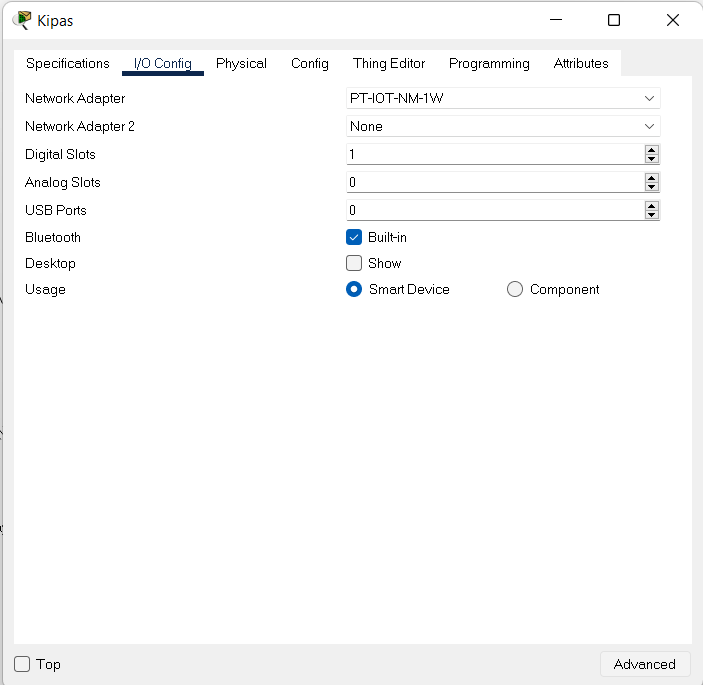 Kipas
Specifications I/O Config Physical Config Thing Editor Programming Attributes
Network Adapter PT-IOT-NM-1W
Network Adapter 2 None
Digital Slots 1
Analog Slots 0
USB Ports 0
Bluetooth Built-in
Desktop Show
Usage Smart Device Component
Top Advanced